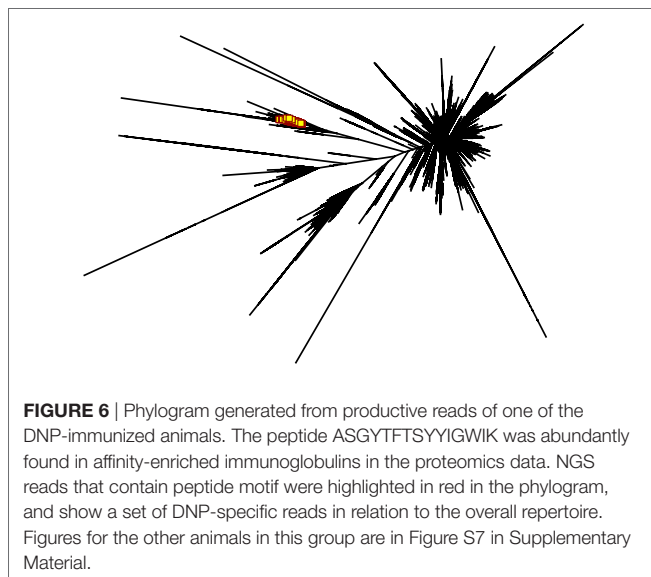 FIGURE 6 | Phylogram generated from productive reads of one of the
DNP-immunized animals. The peptide ASGYTFTSYYIGWIK was abundantly
found in affinity-enriched immunoglobulins in the proteomics data. NGS
reads that contain peptide motif were highlighted in red in the phylogram,
and show a set of DNP-specific reads in relation to the overall repertoire.
Figures for the other animals in this group are in Figure S7 in Supplementary
Material.